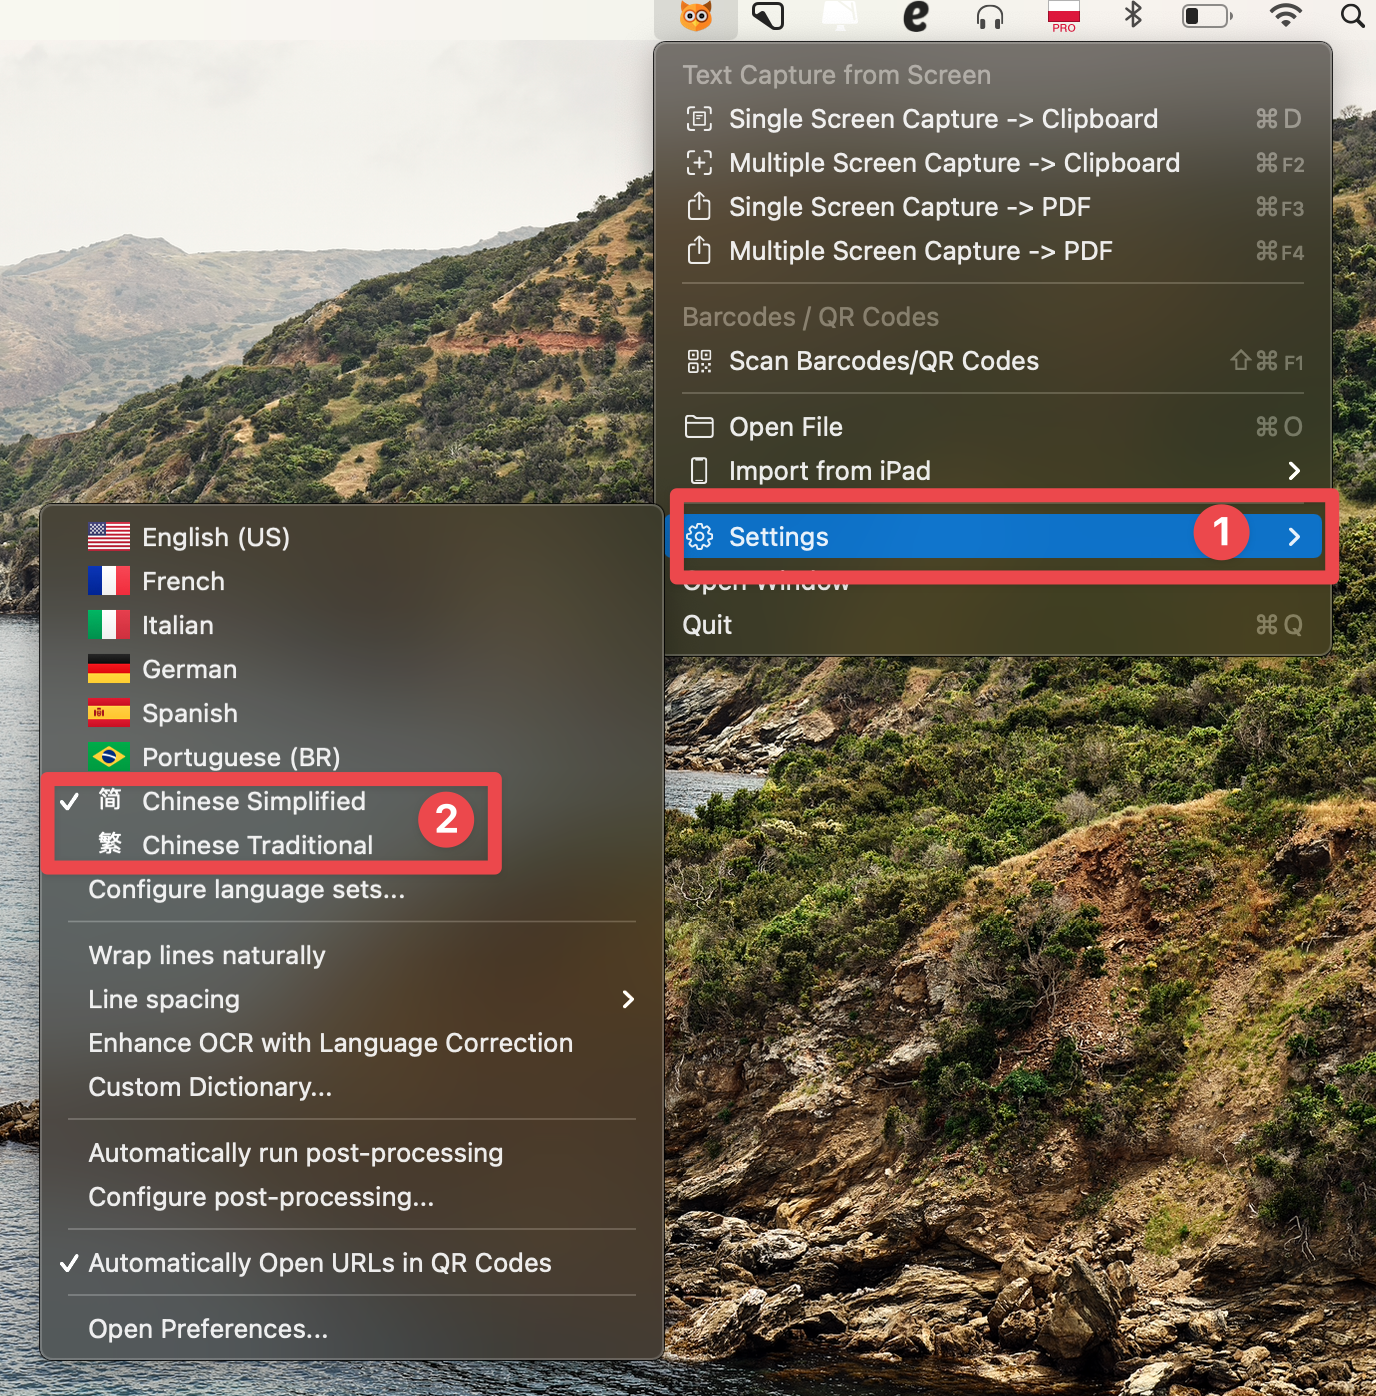 PRO
Text Capture from Screen
Single Screen Capture -> Clipboard ⌘ D
Multiple Screen Capture -> Clipboard ⌘ F2
Single Screen Capture -> PDF ⌘ F3
Multiple Screen Capture -> PDF ⌘ F4
Barcodes / QR Codes
Scan Barcodes/QR Codes ⇧ ⌘ F1
Open File ⌘ O
Import from iPad
Settings 1
Open Window
Quit ⌘ Q
English (US)
French
Italian
German
Spanish
Portuguese (BR)
简 Chinese Simplified
2
繁 Chinese Traditional
Configure language sets...
Wrap lines naturally
Line spacing
Enhance OCR with Language Correction
Custom Dictionary...
Automatically run post-processing
Configure post-processing...
Automatically Open URLs in QR Codes
Open Preferences...